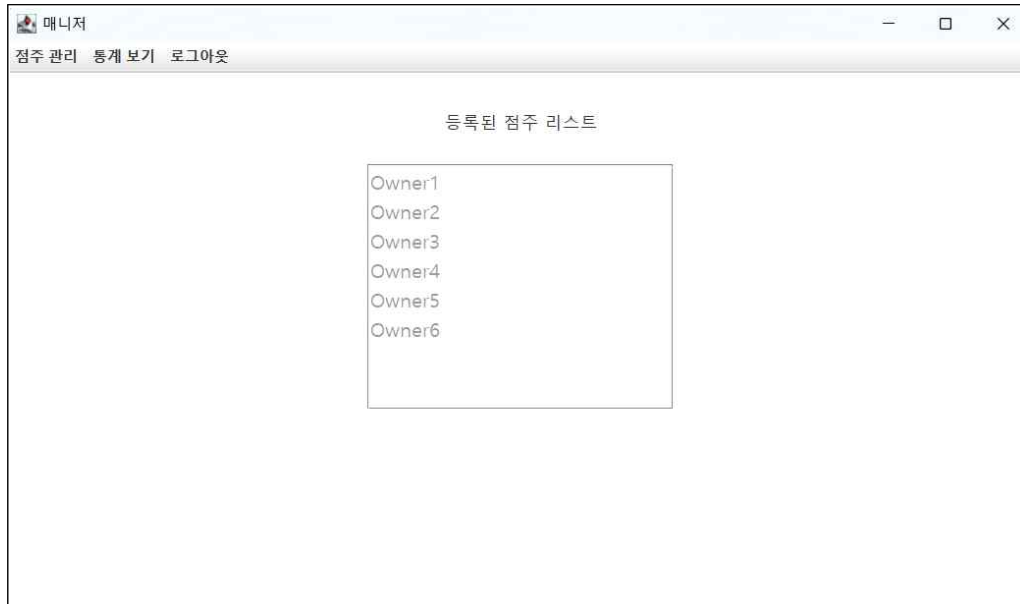 매니저
점주 관리 통계 보기 로그아웃
등록된 점주 리스트
Owner1
Owner2
Owner3
Owner4
Owner5
Owner6